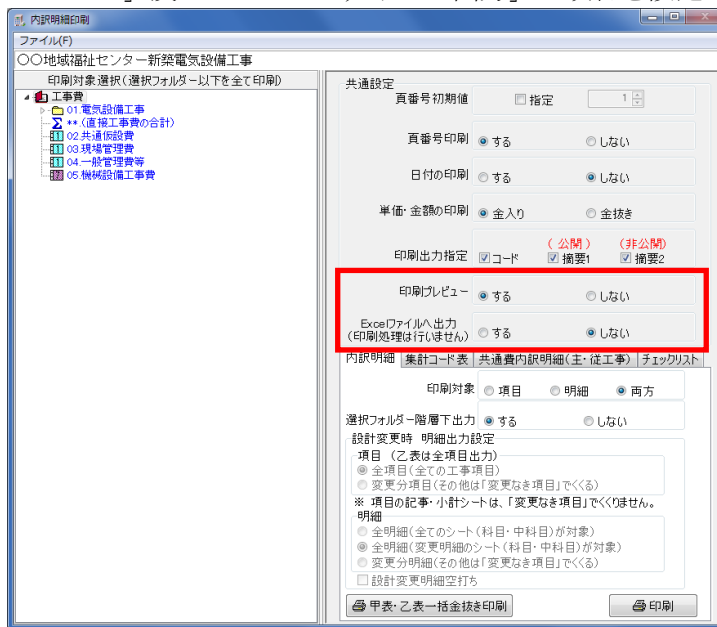 内訳明細印刷
ファイル(F)
〇〇地域福祉センター新築電気設備工事
印刷対象選択(選択フォルダー以下を全て印刷)
工事費
01.電気設備工事
**.(直接工事費の合計)
02.共通仮設費
03.現場管理費
04.一般管理費等
05.機械設備工事費
共通設定
頁番号初期値 指定 1
頁番号印刷 する しない
日付の印刷 する しない
単価・金額の印刷 金入り 金抜き
(公開) (非公開)
印刷出力指定 コード 摘要1 摘要2
印刷プレビュー する しない
Excelファイルへ出力
(印刷処理は行いません) する しない
内訳明細 集計コード表 共通費内訳明細(主・従工事) チェックリスト
印刷対象 項目 明細 両方
選択フォルダー階層下出力 する しない
設計変更時 明細出力設定
項目 (乙表は全項目出力)
全項目(全ての工事項目)
変更分項目(その他は「変更なき項目」でくくる)
※ 項目の記事・小計シートは、「変更なき項目」でくくりません。
明細
全明細(全てのシート(科目・中科目)が対象)
全明細(変更明細のシート(科目・中科目)が対象)
変更分明細(その他は「変更なき項目」でくくる)
設計変更明細空打ち
甲表・乙表一括金抜き印刷 印刷